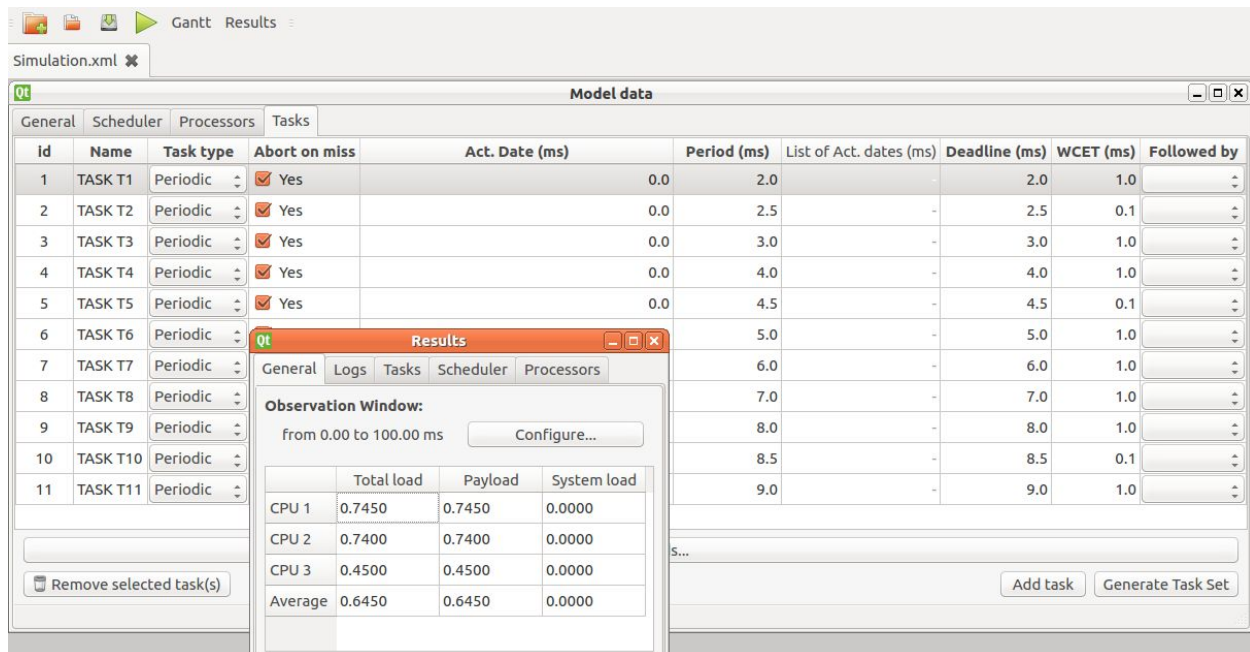 Gantt Results
Simulation.xml
Qt Model data
General Scheduler Processors Tasks
id Name Task type Abort on miss Act. Date (ms) Period (ms) List of Act. dates (ms) Deadline (ms) WCET (ms) Followed by
1 TASK T1 Periodic Yes 0.0 2.0 - 2.0 1.0
2 TASK T2 Periodic Yes 0.0 2.5 - 2.5 0.1
3 TASK T3 Periodic Yes 0.0 3.0 - 3.0 1.0
4 TASK T4 Periodic Yes 0.0 4.0 - 4.0 1.0
5 TASK T5 Periodic Yes 0.0 4.5 - 4.5 0.1
6 TASK T6 Periodic 5.0 - 5.0 1.0
7 TASK T7 Periodic 6.0 - 6.0 1.0
8 TASK T8 Periodic 7.0 - 7.0 1.0
9 TASK T9 Periodic 8.0 - 8.0 1.0
10 TASK T10 Periodic 8.5 - 8.5 0.1
11 TASK T11 Periodic 9.0 - 9.0 1.0
s...
Remove selected task(s) Add task Generate Task Set
Qt Results
General Logs Tasks Scheduler Processors
Observation Window:
from 0.00 to 100.00 ms Configure...
Total load Payload System load
CPU 1 0.7450 0.7450 0.0000
CPU 2 0.7400 0.7400 0.0000
CPU 3 0.4500 0.4500 0.0000
Average 0.6450 0.6450 0.0000